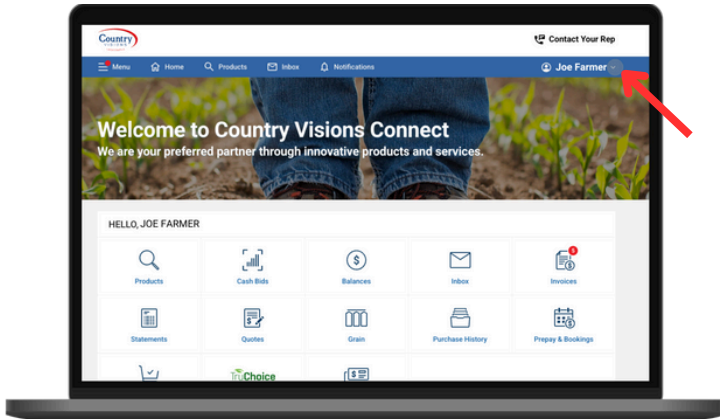 Country
VISIONS
Contact Your Rep
Menu
Home
Products
Inbox
Notifications
Joe Farmer
Welcome to Country Visions Connect
We are your preferred partner through innovative products and services.
HELLO, JOE FARMER
Products
Cash Bids
Balances
Inbox
Invoices
Statements
Quotes
Grain
Purchase History
Prepay & Bookings
TruChoice